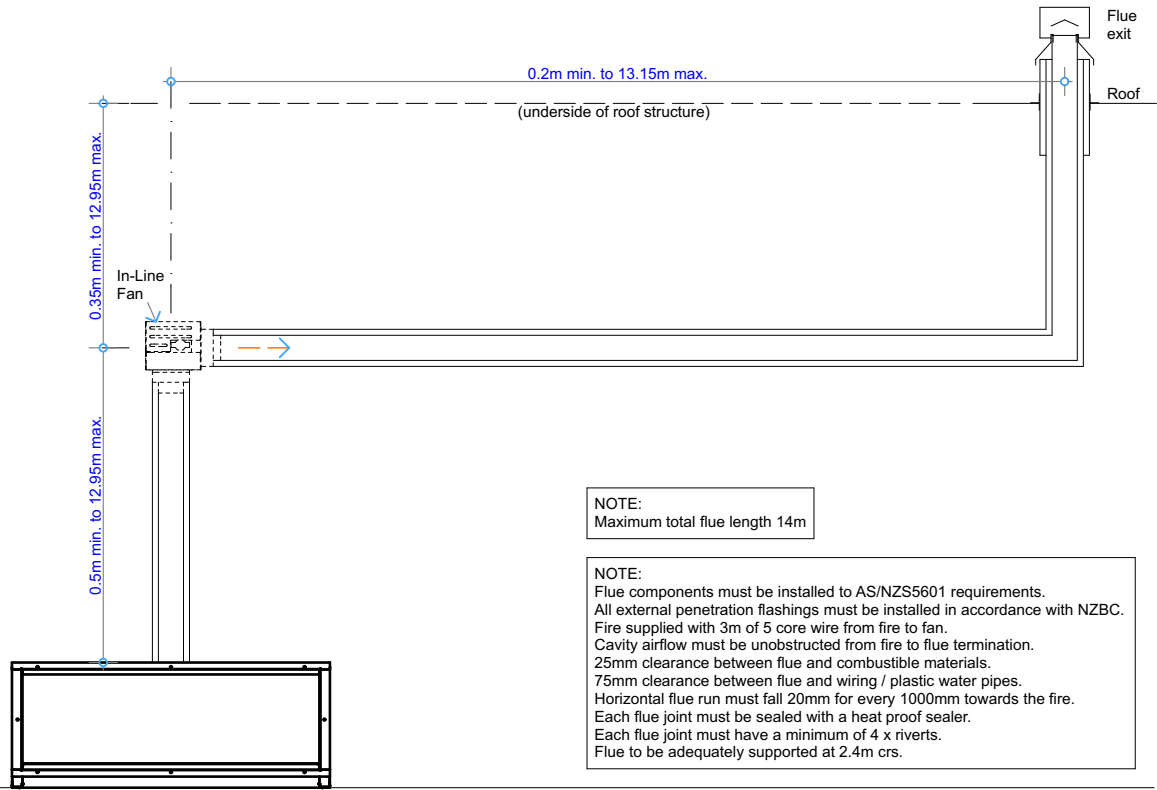 Flue
exit
0.2m min. to 13.15m max.
Roof
(underside of roof structure)
0.35m min. to 12.95m max.
In-Line
Fan
0.5m min. to 12.95m max.
NOTE:
Maximum total flue length 14m
NOTE:
Flue components must be installed to AS/NZS5601 requirements.
All external penetration flashings must be installed in accordance with NZBC.
Fire supplied with 3m of 5 core wire from fire to fan.
Cavity airflow must be unobstructed from fire to flue termination.
25mm clearance between flue and combustible materials.
75mm clearance between flue and wiring / plastic water pipes.
Horizontal flue run must fall 20mm for every 1000mm towards the fire.
Each flue joint must be sealed with a heat proof sealer.
Each flue joint must have a minimum of 4 x riverts.
Flue to be adequately supported at 2.4m crs.